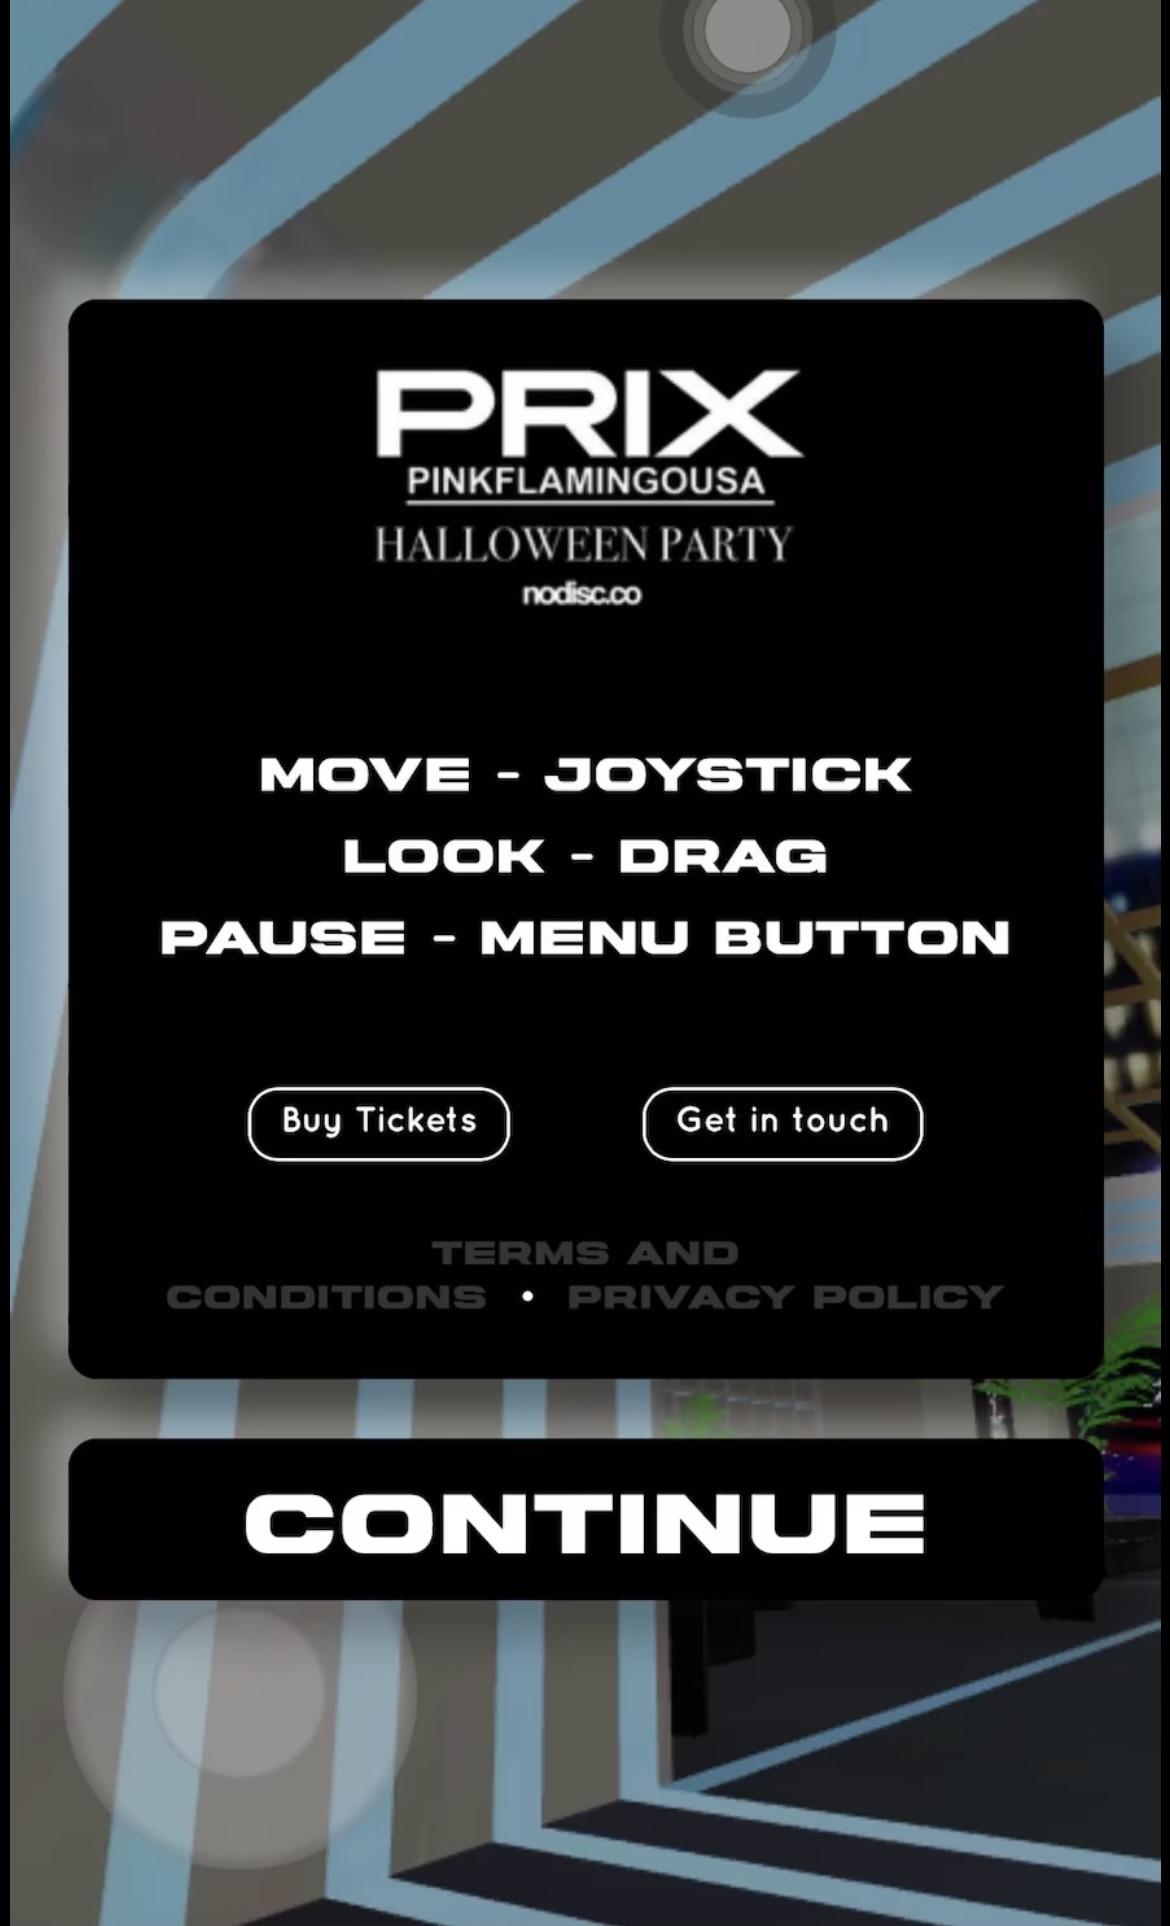 PRIX
PINKFLAMINGOUSA
HALLOWEEN PARTY
nodisc.co
MOVE - JOYSTICK
LOOK - DRAG
PAUSE - MENU BUTTON
Buy Tickets
Get in touch
TERMS AND
CONDITIONS • PRIVACY POLICY
CONTINUE